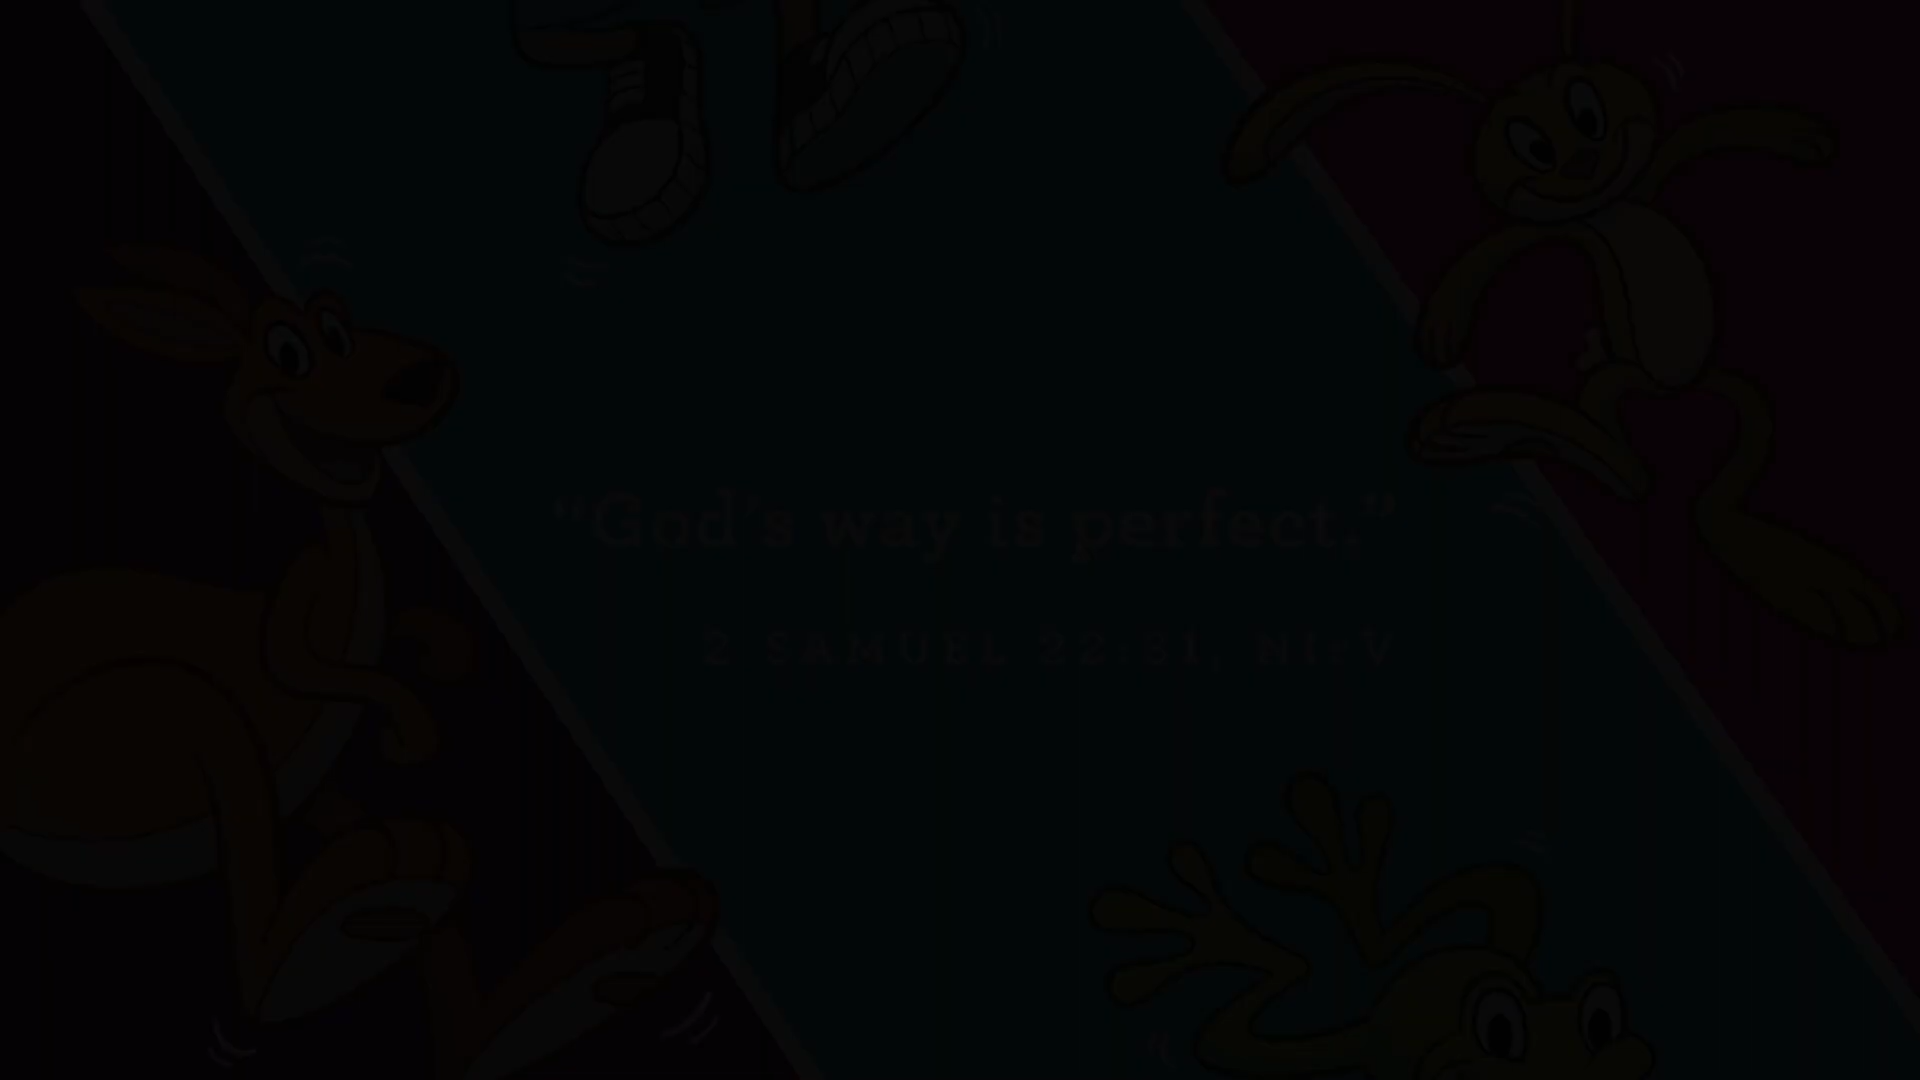 “God’s way is perfect.”
2 SAMUEL 22:31, NIrV